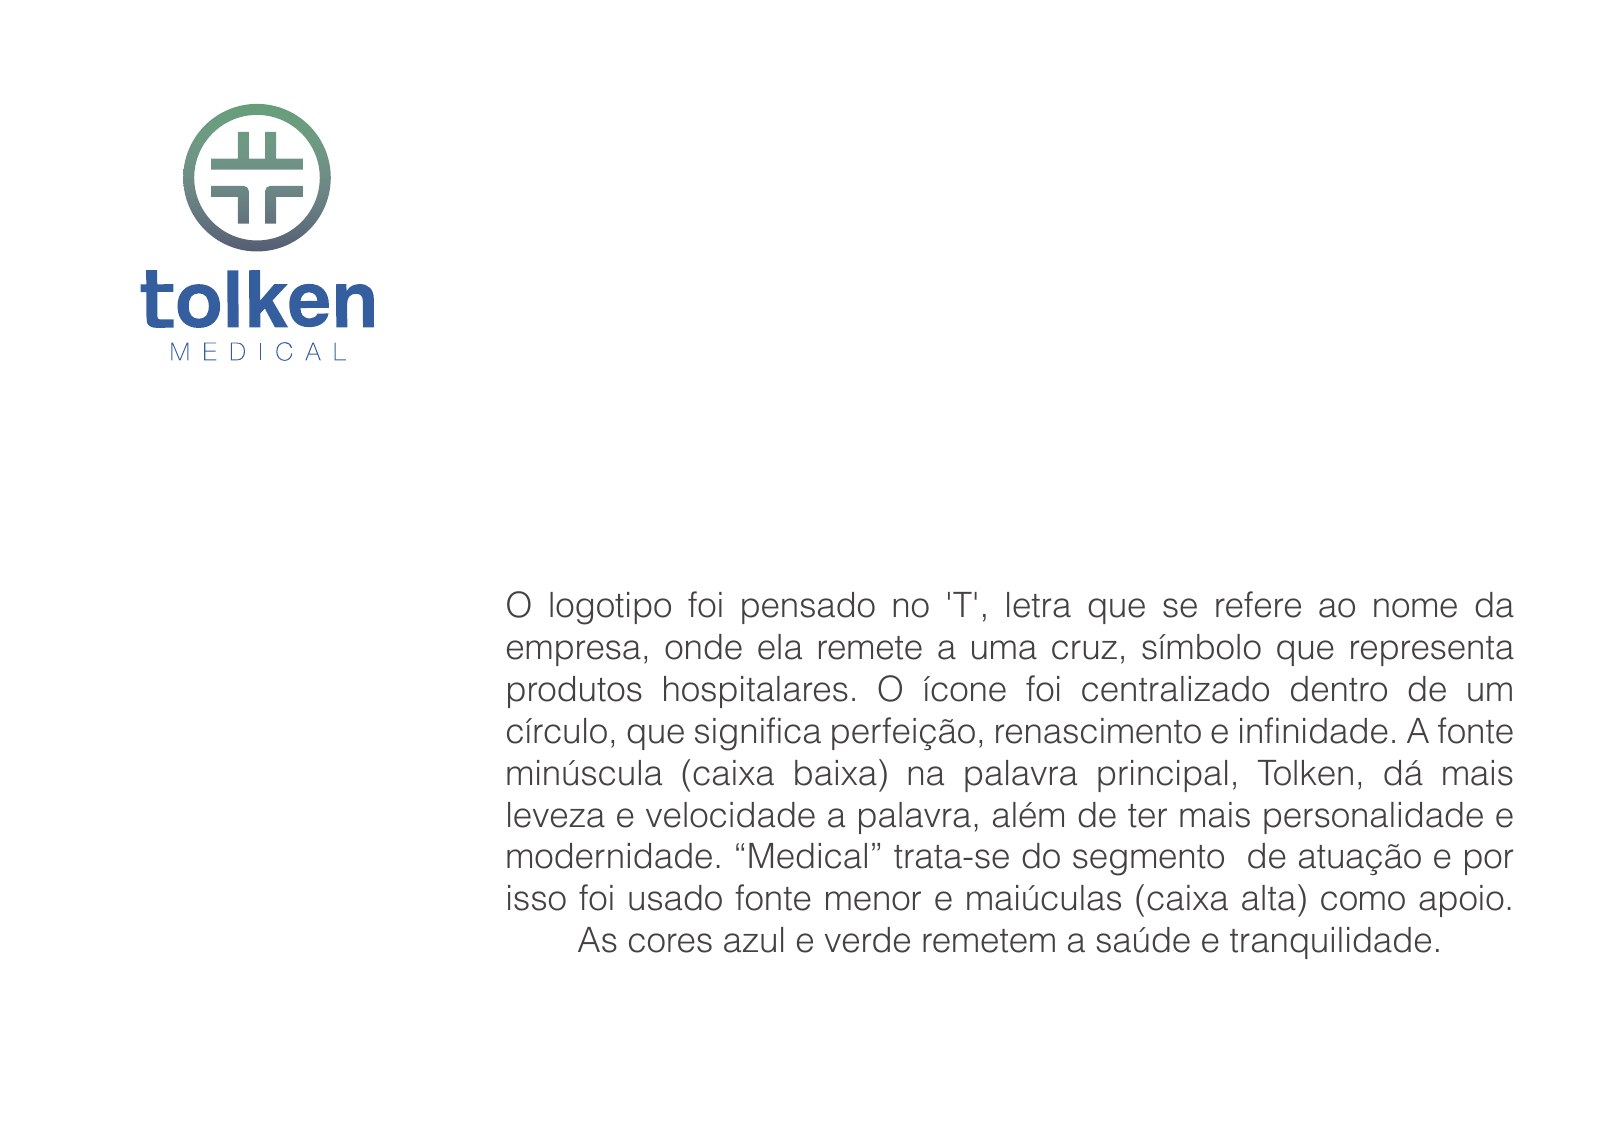 tolken
MEDICAL
O logotipo foi pensado no 'T', letra que se refere ao nome da
empresa, onde ela remete a uma cruz, símbolo que representa
produtos hospitalares. O ícone foi centralizado dentro de um
círculo, que significa perfeição, renascimento e infinidade. A fonte
minúscula (caixa baixa) na palavra principal, Tolken, dá mais
leveza e velocidade a palavra, além de ter mais personalidade e
modernidade. “Medical” trata-se do segmento  de atuação e por
isso foi usado fonte menor e maiúculas (caixa alta) como apoio.
As cores azul e verde remetem a saúde e tranquilidade.